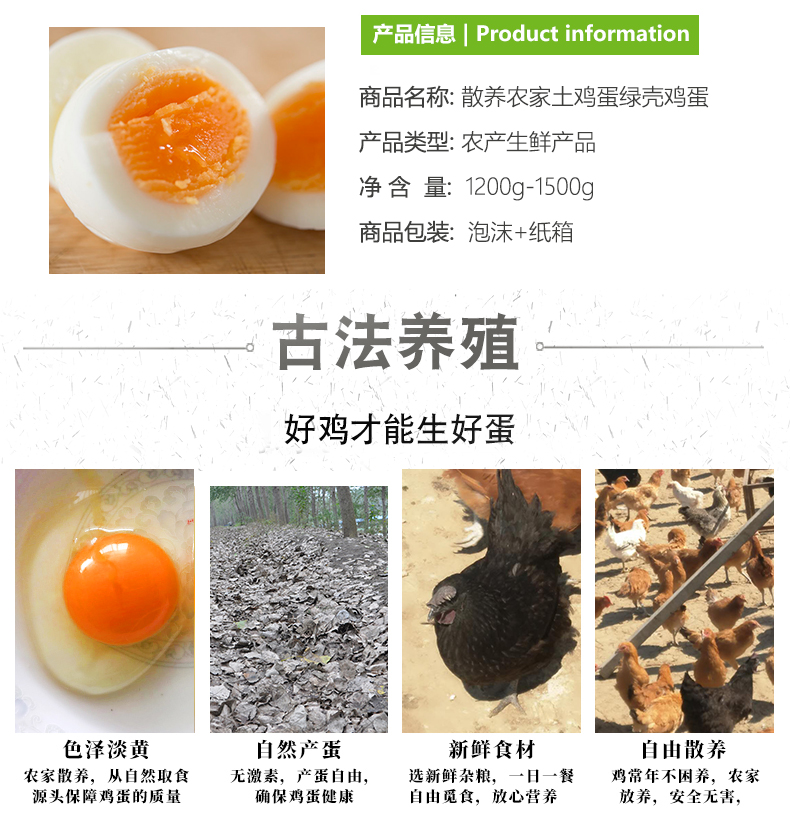 产品信息 | Product information
商品名称: 散养农家土鸡蛋绿壳鸡蛋
产品类型: 农产生鲜产品
净 含 量: 1200g-1500g
商品包装: 泡沫+纸箱
古法养殖
好鸡才能生好蛋
色泽淡黄
农家散养，从自然取食
源头保障鸡蛋的质量
自然产蛋
无激素，产蛋自由，
确保鸡蛋健康
新鲜食材
选新鲜杂粮，一日一餐
自由觅食，放心营养
自由散养
鸡常年不困养，农家
放养，安全无害，